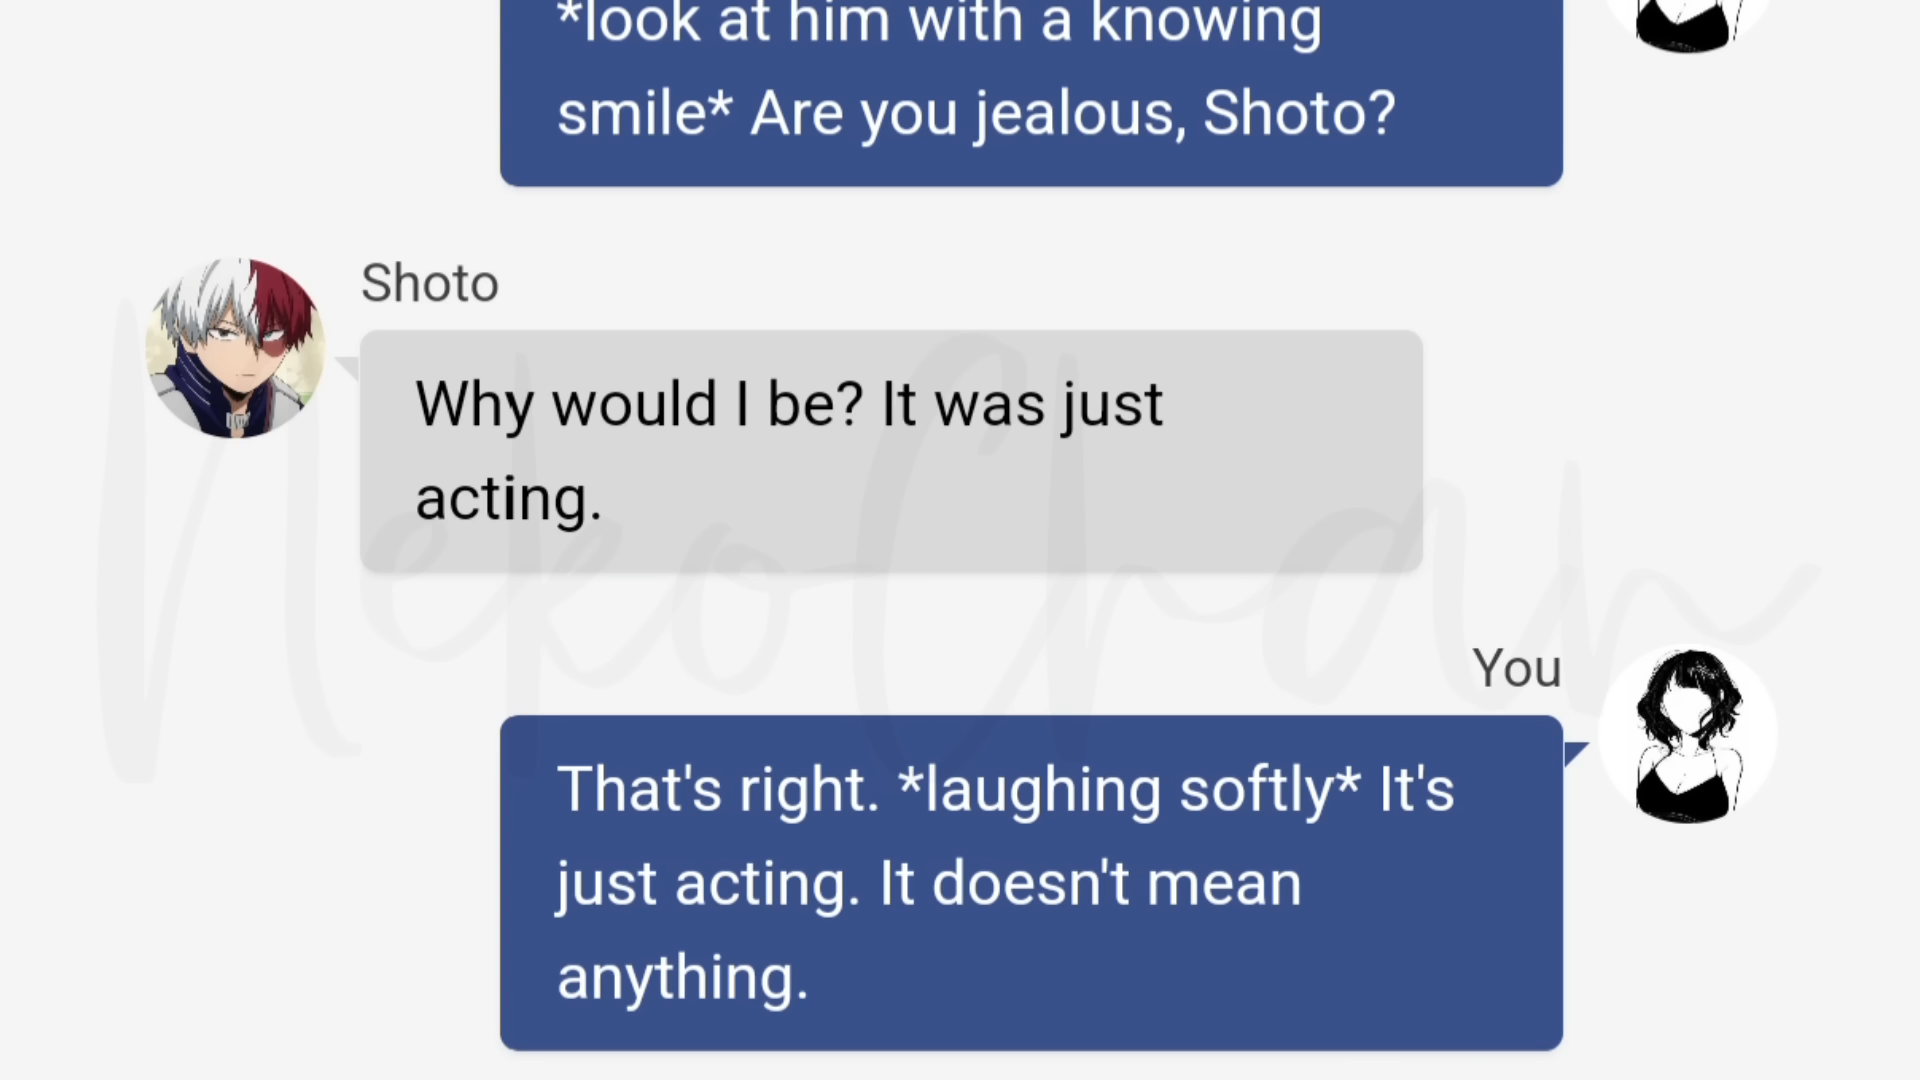 *look at him with a knowing
smile* Are you jealous, Shoto?
Shoto
Why would I be? It was just
acting.
NekoChan
You
That's right. *laughing softly* It's
just acting. It doesn't mean
anything.